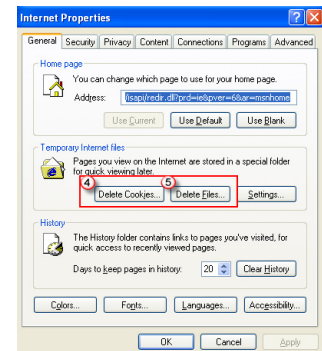 Internet Properties
General Security Privacy Content Connections Programs Advanced
Home page
You can change which page to use for your home page.
Address: /isapi/redir.dll?prd=ie&pver=6&ar=msnhome
Use Current Use Default Use Blank
Temporary Internet files
Pages you view on the Internet are stored in a special folder
for quick viewing later.
4 5
Delete Cookies... Delete Files... Settings...
History
The History folder contains links to pages you've visited, for
quick access to recently viewed pages.
Days to keep pages in history: 20 Clear History
Colors... Fonts... Languages... Accessibility...
OK Cancel Apply